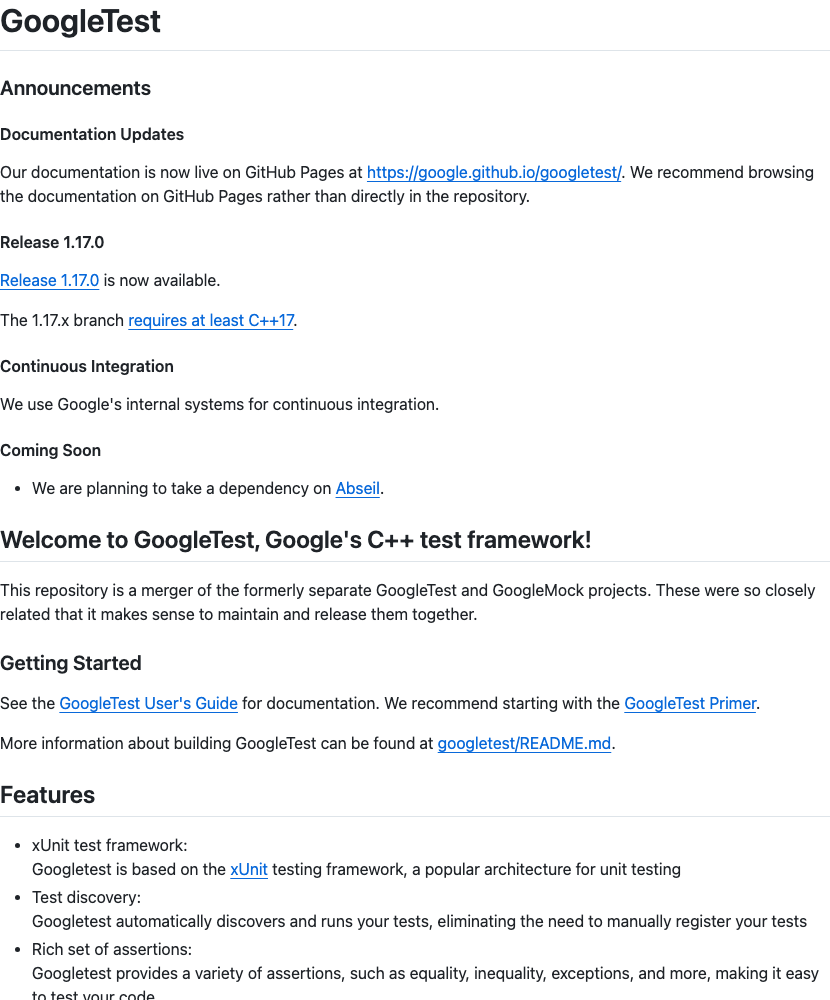 GoogleTest
Announcements
Documentation Updates
Our documentation is now live on GitHub Pages at https://google.github.io/googletest/. We recommend browsing
the documentation on GitHub Pages rather than directly in the repository.
Release 1.17.0
Release 1.17.0 is now available.
The 1.17.x branch requires at least C++17.
Continuous Integration
We use Google's internal systems for continuous integration.
Coming Soon
• We are planning to take a dependency on Abseil.
Welcome to GoogleTest, Google's C++ test framework!
This repository is a merger of the formerly separate GoogleTest and GoogleMock projects. These were so closely
related that it makes sense to maintain and release them together.
Getting Started
See the GoogleTest User's Guide for documentation. We recommend starting with the GoogleTest Primer.
More information about building GoogleTest can be found at googletest/README.md.
Features
• xUnit test framework:
Googletest is based on the xUnit testing framework, a popular architecture for unit testing
• Test discovery:
Googletest automatically discovers and runs your tests, eliminating the need to manually register your tests
• Rich set of assertions:
Googletest provides a variety of assertions, such as equality, inequality, exceptions, and more, making it easy
to test your code